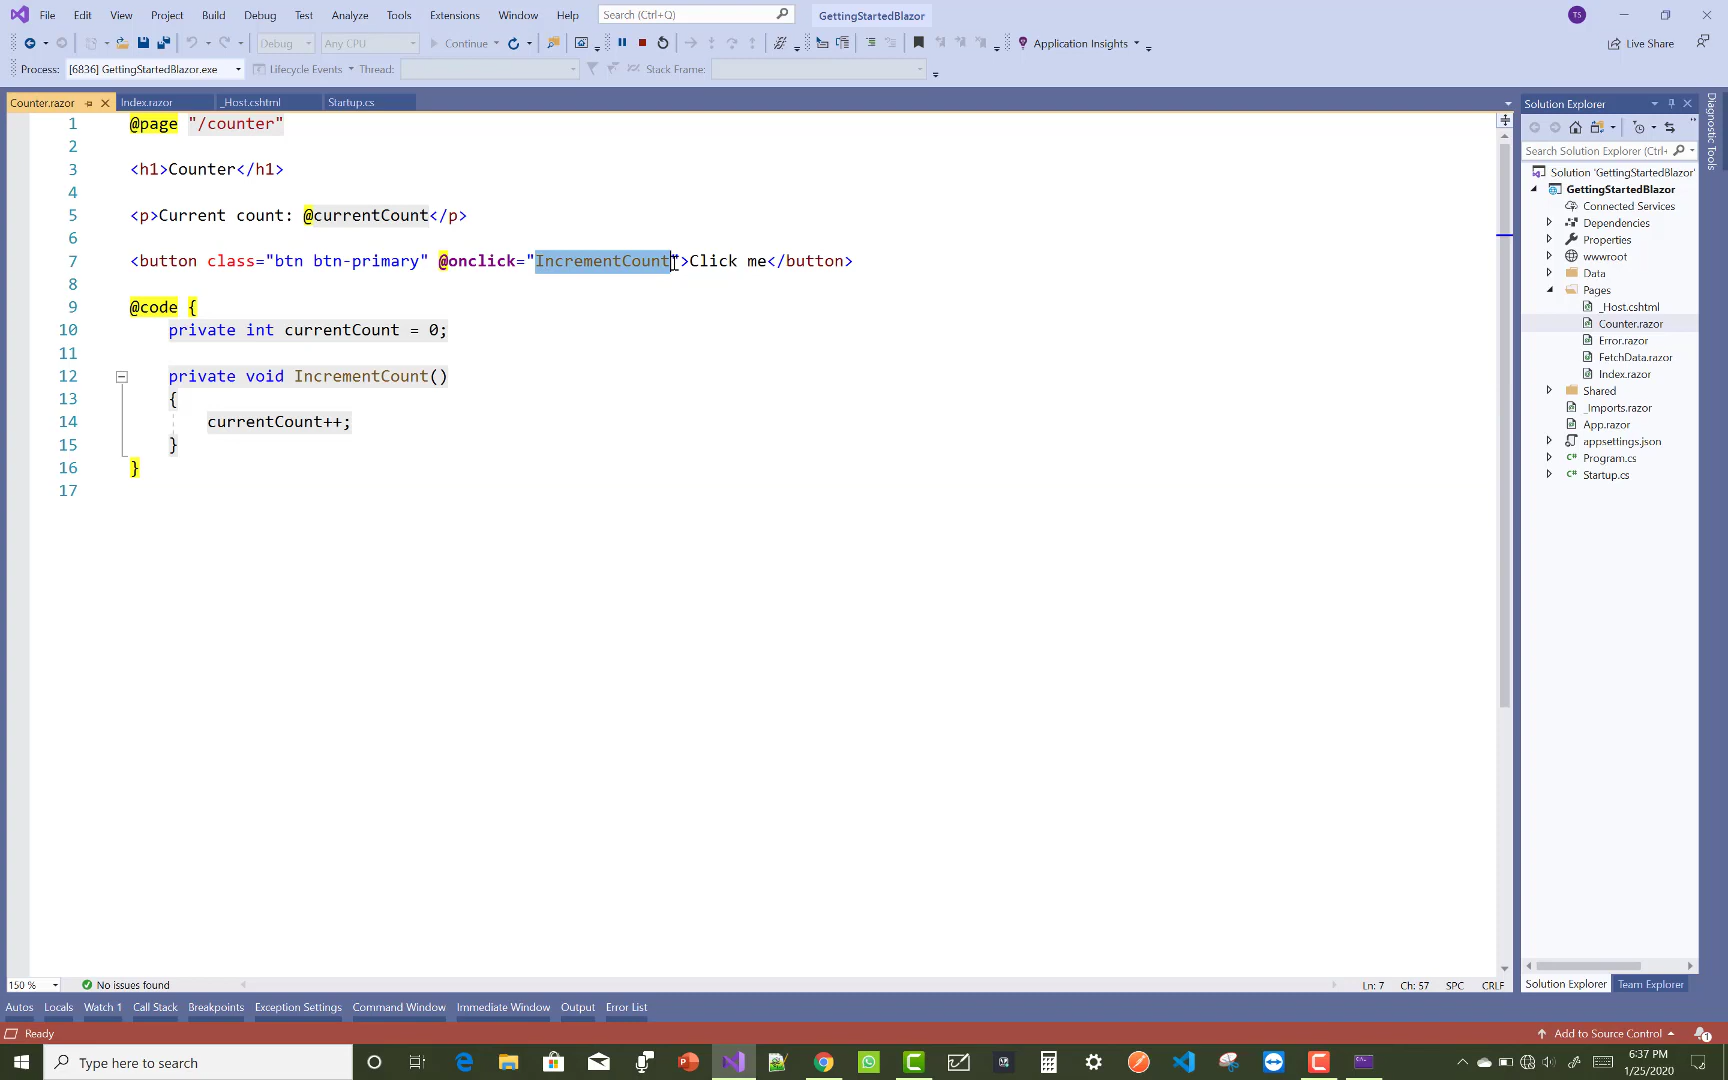 File Edit View Project Build Debug Test Analyze Tools Extensions Window Help Search (Ctrl+Q) GettingStartedBlazor TS
Debug Any CPU Continue Application Insights Live Share
Process: [6836] GettingStartedBlazor.exe Lifecycle Events Thread: Stack Frame:
Counter.razor Index.razor _Host.cshtml Startup.cs
1 @page "/counter"
2
3 <h1>Counter</h1>
4
5 <p>Current count: @currentCount</p>
6
7 <button class="btn btn-primary" @onclick="IncrementCount">Click me</button>
8
9 @code {
10 private int currentCount = 0;
11
12 private void IncrementCount()
13 {
14 currentCount++;
15 }
16 }
17
Solution Explorer
Search Solution Explorer (Ctrl+
Solution 'GettingStartedBlazor'
GettingStartedBlazor
Connected Services
Dependencies
Properties
wwwroot
Data
Pages
_Host.cshtml
Counter.razor
Error.razor
FetchData.razor
Index.razor
Shared
_Imports.razor
App.razor
appsettings.json
C# Program.cs
C# Startup.cs
Solution Explorer Team Explorer
Diagnostic Tools
150 % No issues found Ln: 7 Ch: 57 SPC CRLF
Autos Locals Watch 1 Call Stack Breakpoints Exception Settings Command Window Immediate Window Output Error List
Ready Add to Source Control 1
Type here to search 6:37 PM
1/25/2020